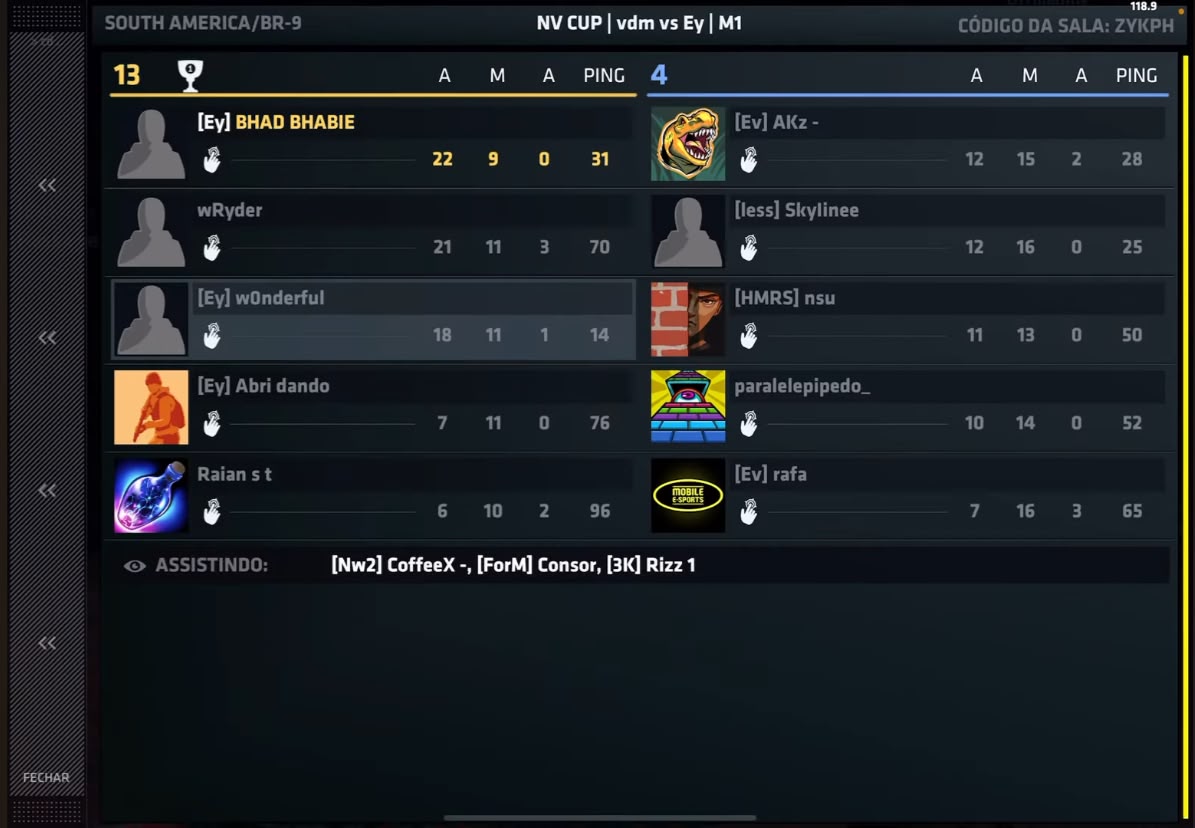 118.9
SOUTH AMERICA/BR-9 NV CUP | vdm vs Ey | M1 CÓDIGO DA SALA: ZYKPH
13 1 A M A PING 4 A M A PING
[Ey] BHAD BHABIE
22 9 0 31
wRyder
21 11 3 70
[Ey] w0nderful
18 11 1 14
[Ey] Abri dando
7 11 0 76
Raian s t
6 10 2 96
[Ev] AKz -
12 15 2 28
[less] Skylinee
12 16 0 25
[HMRS] nsu
11 13 0 50
paralelepipedo_
10 14 0 52
[Ev] rafa
MOBILE
E-SPORTS
7 16 3 65
ASSISTINDO: [Nw2] CoffeeX -, [ForM] Consor, [3K] Rizz 1
FECHAR